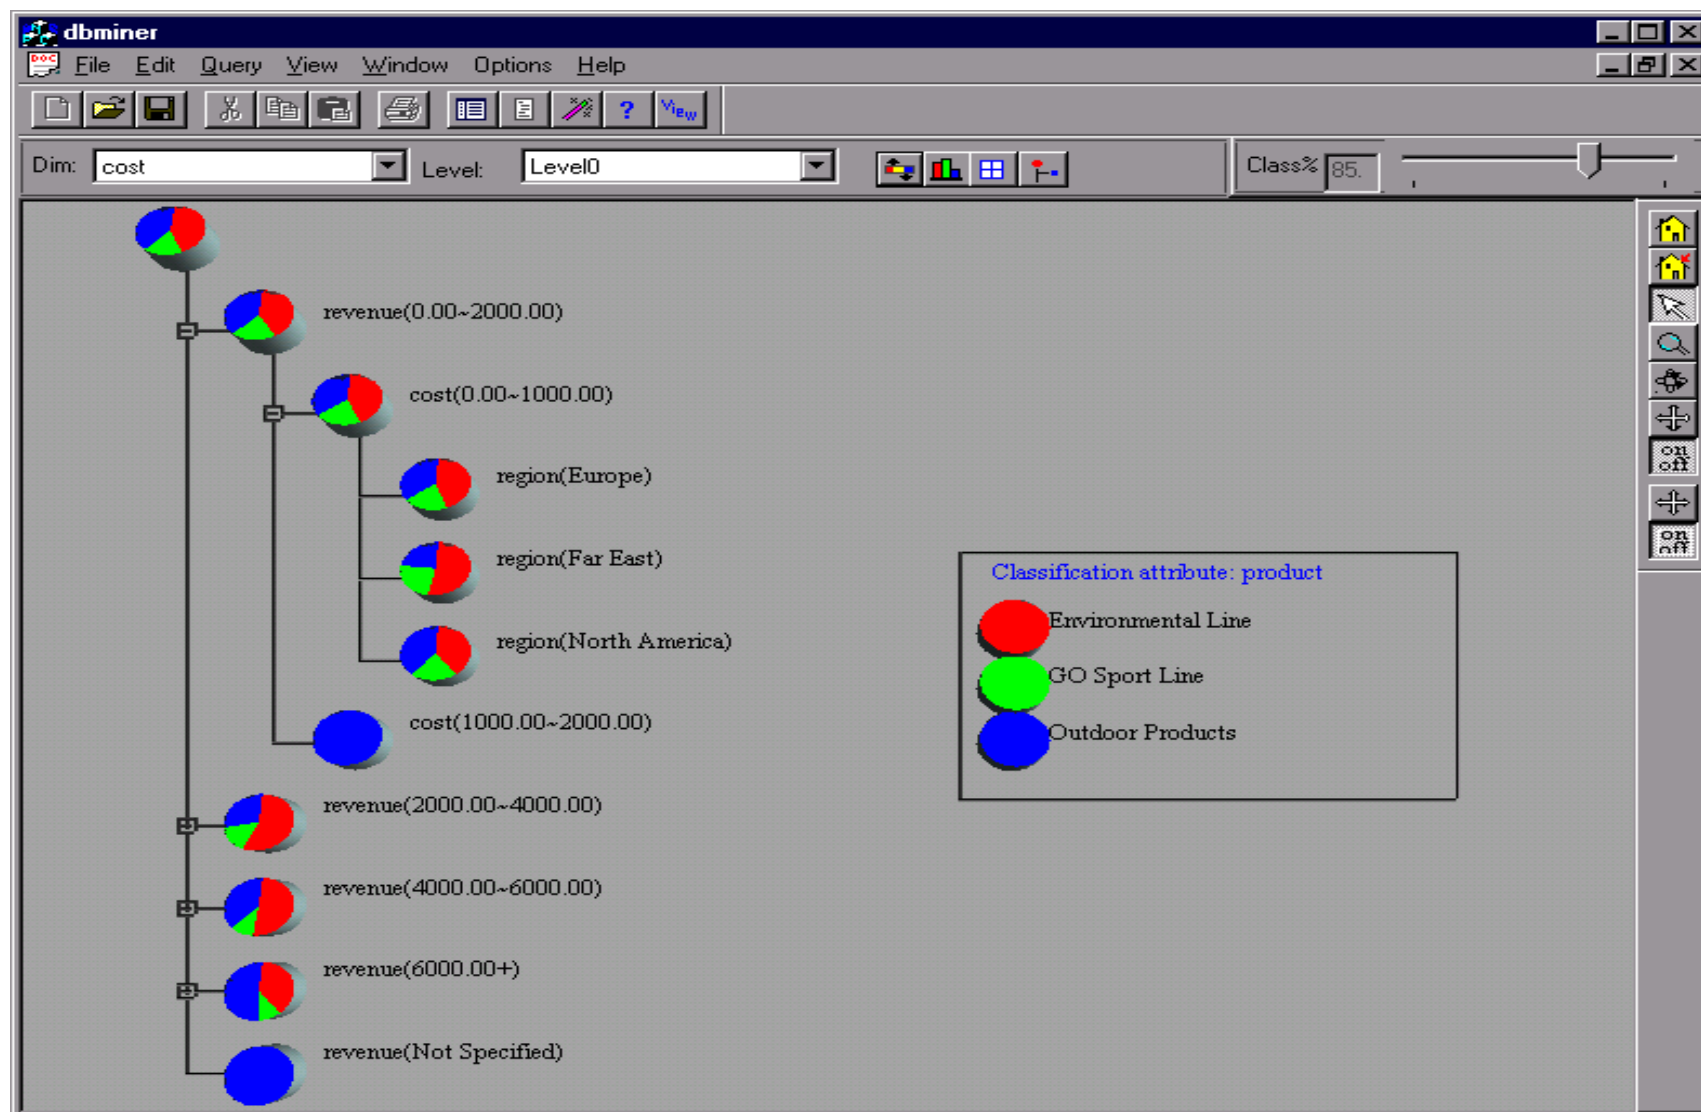 dbminer
File Edit Query View Window Options Help
? View
Dim: cost Level: Level0 Class% 85.
revenue(0.00~2000.00)
cost(0.00~1000.00)
region(Europe)
region(Far East)
region(North America)
cost(1000.00~2000.00)
revenue(2000.00~4000.00)
revenue(4000.00~6000.00)
revenue(6000.00+)
revenue(Not Specified)
Classification attribute: product
Environmental Line
GO Sport Line
Outdoor Products
on
off
on
off